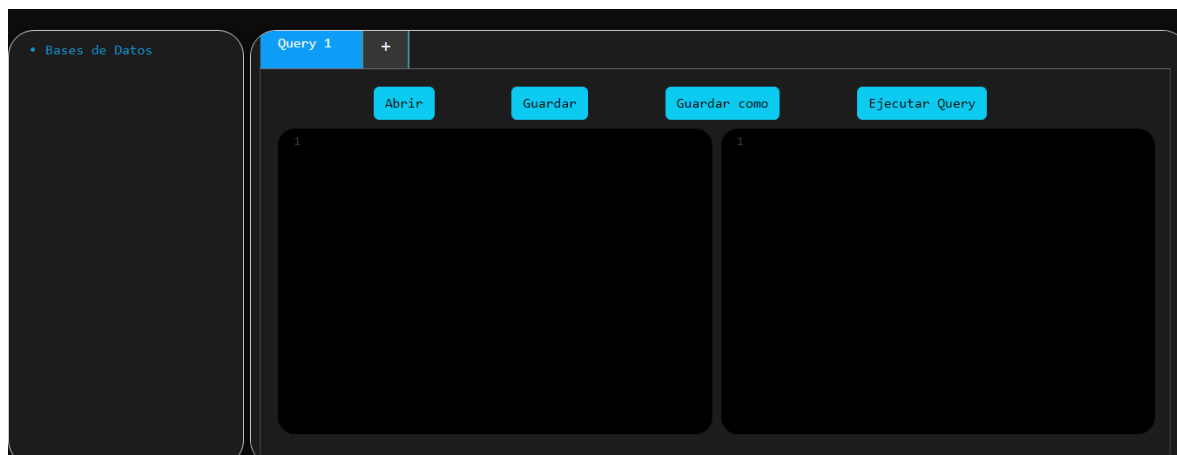 • Bases de Datos
Query 1
+
Abrir
Guardar
Guardar como
Ejecutar Query
1
1